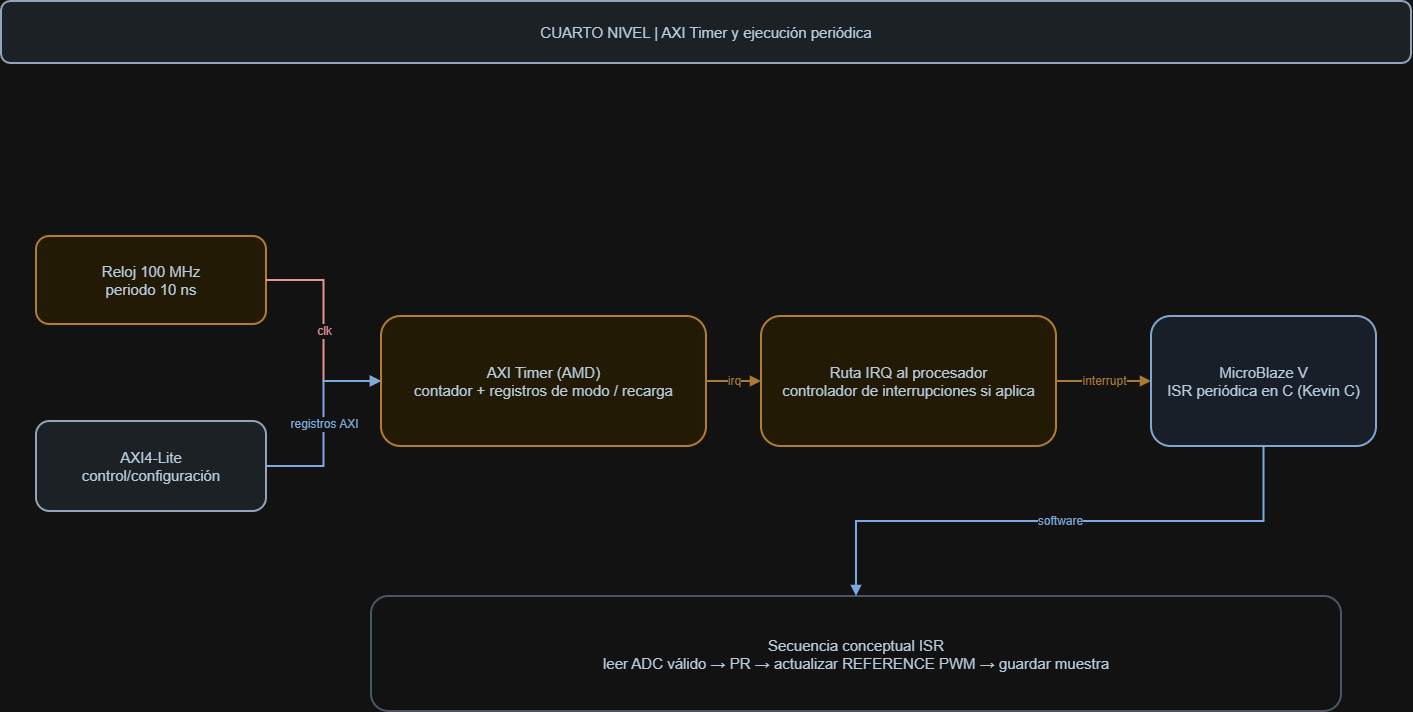 CUARTO NIVEL | AXI Timer y ejecución periódica
Reloj 100 MHz
periodo 10 ns
clk
AXI Timer (AMD)
contador + registros de modo / recarga
irq
Ruta IRQ al procesador
controlador de interrupciones si aplica
interrupt
MicroBlaze V
ISR periódica en C (Kevin C)
registros AXI
AXI4-Lite
control/configuración
software
Secuencia conceptual ISR
leer ADC válido → PR → actualizar REFERENCE PWM → guardar muestra